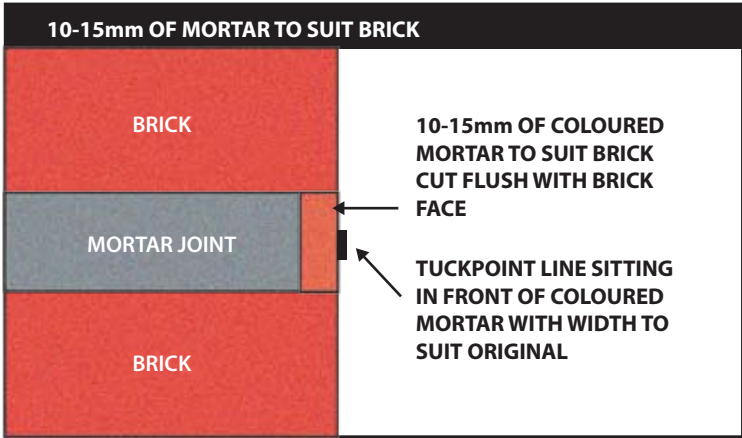 10-15mm OF MORTAR TO SUIT BRICK
BRICK
10-15mm OF COLOURED
MORTAR TO SUIT BRICK
CUT FLUSH WITH BRICK
FACE
MORTAR JOINT
TUCKPOINT LINE SITTING
IN FRONT OF COLOURED
MORTAR WITH WIDTH TO
SUIT ORIGINAL
BRICK